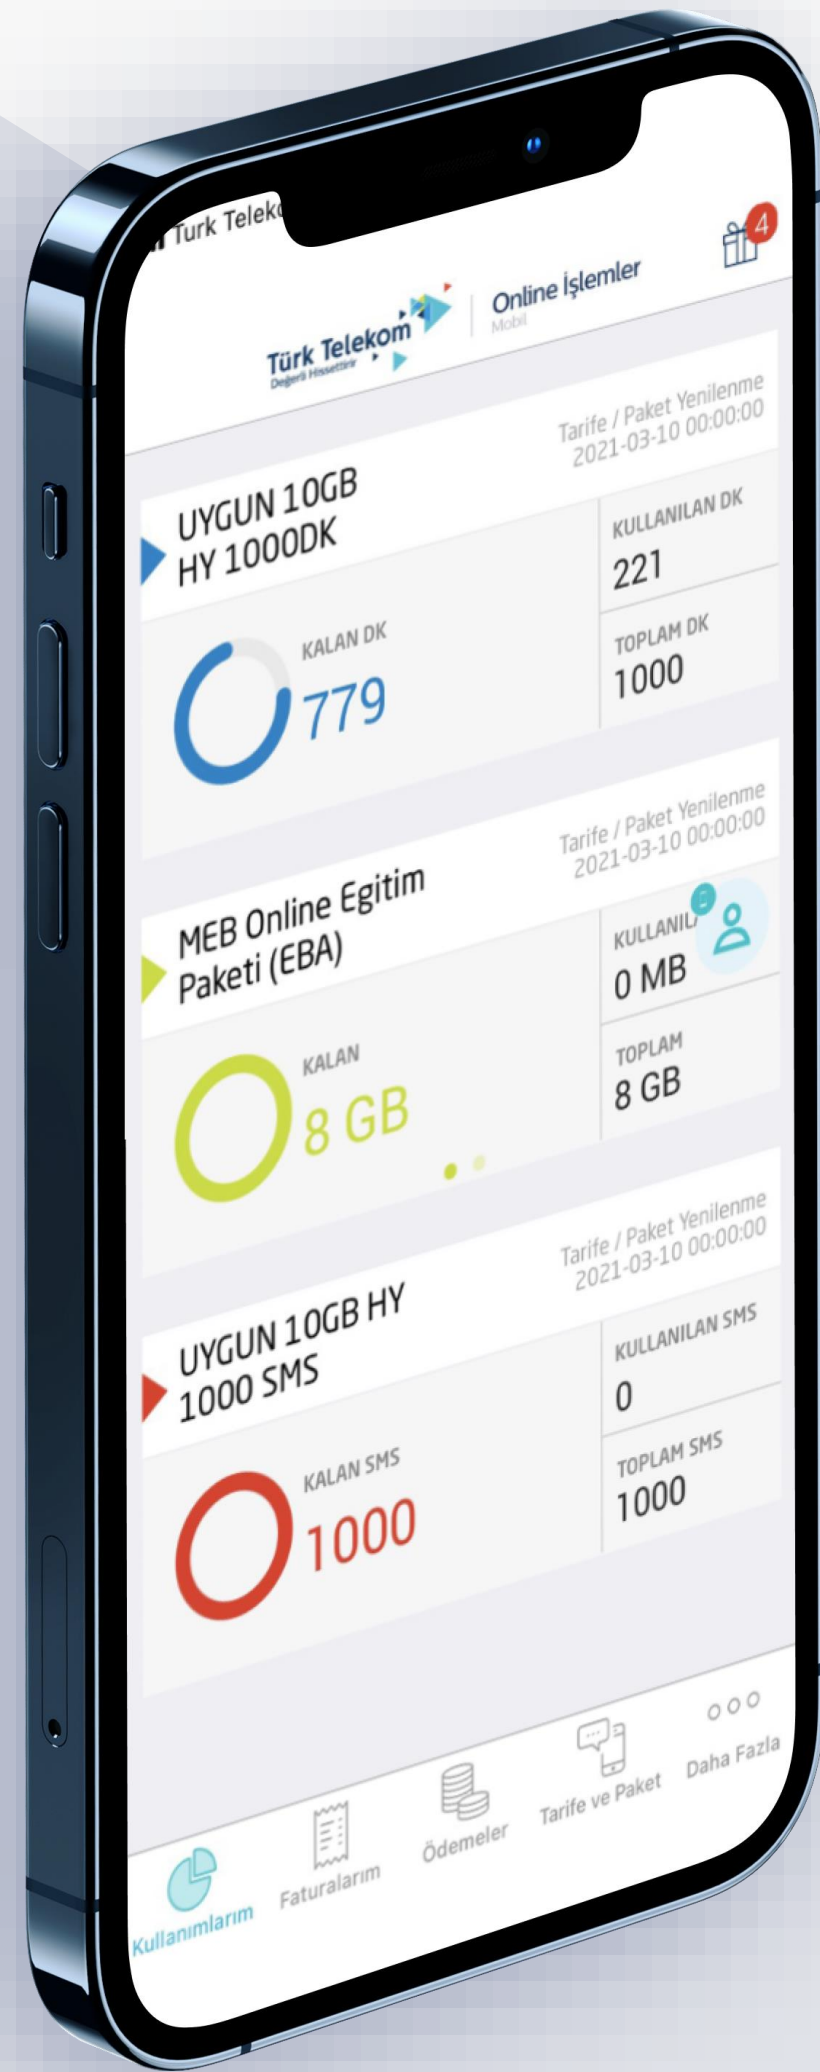 Turk Telek
Türk Telekom
Değerli Hissettirir
Online İşlemler
Mobil
4
UYGUN 10GB
HY 1000DK
Tarife / Paket Yenilenme
2021-03-10 00:00:00
KALAN DK
779
KULLANILAN DK
221
TOPLAM DK
1000
MEB Online Egitim
Paketi (EBA)
Tarife / Paket Yenilenme
2021-03-10 00:00:00
KALAN
8 GB
KULLANIL
0 MB
TOPLAM
8 GB
UYGUN 10GB HY
1000 SMS
Tarife / Paket Yenilenme
2021-03-10 00:00:00
KALAN SMS
1000
KULLANILAN SMS
0
TOPLAM SMS
1000
Kullanımlarım
Faturalarım
Ödemeler
Tarife ve Paket
Daha Fazla